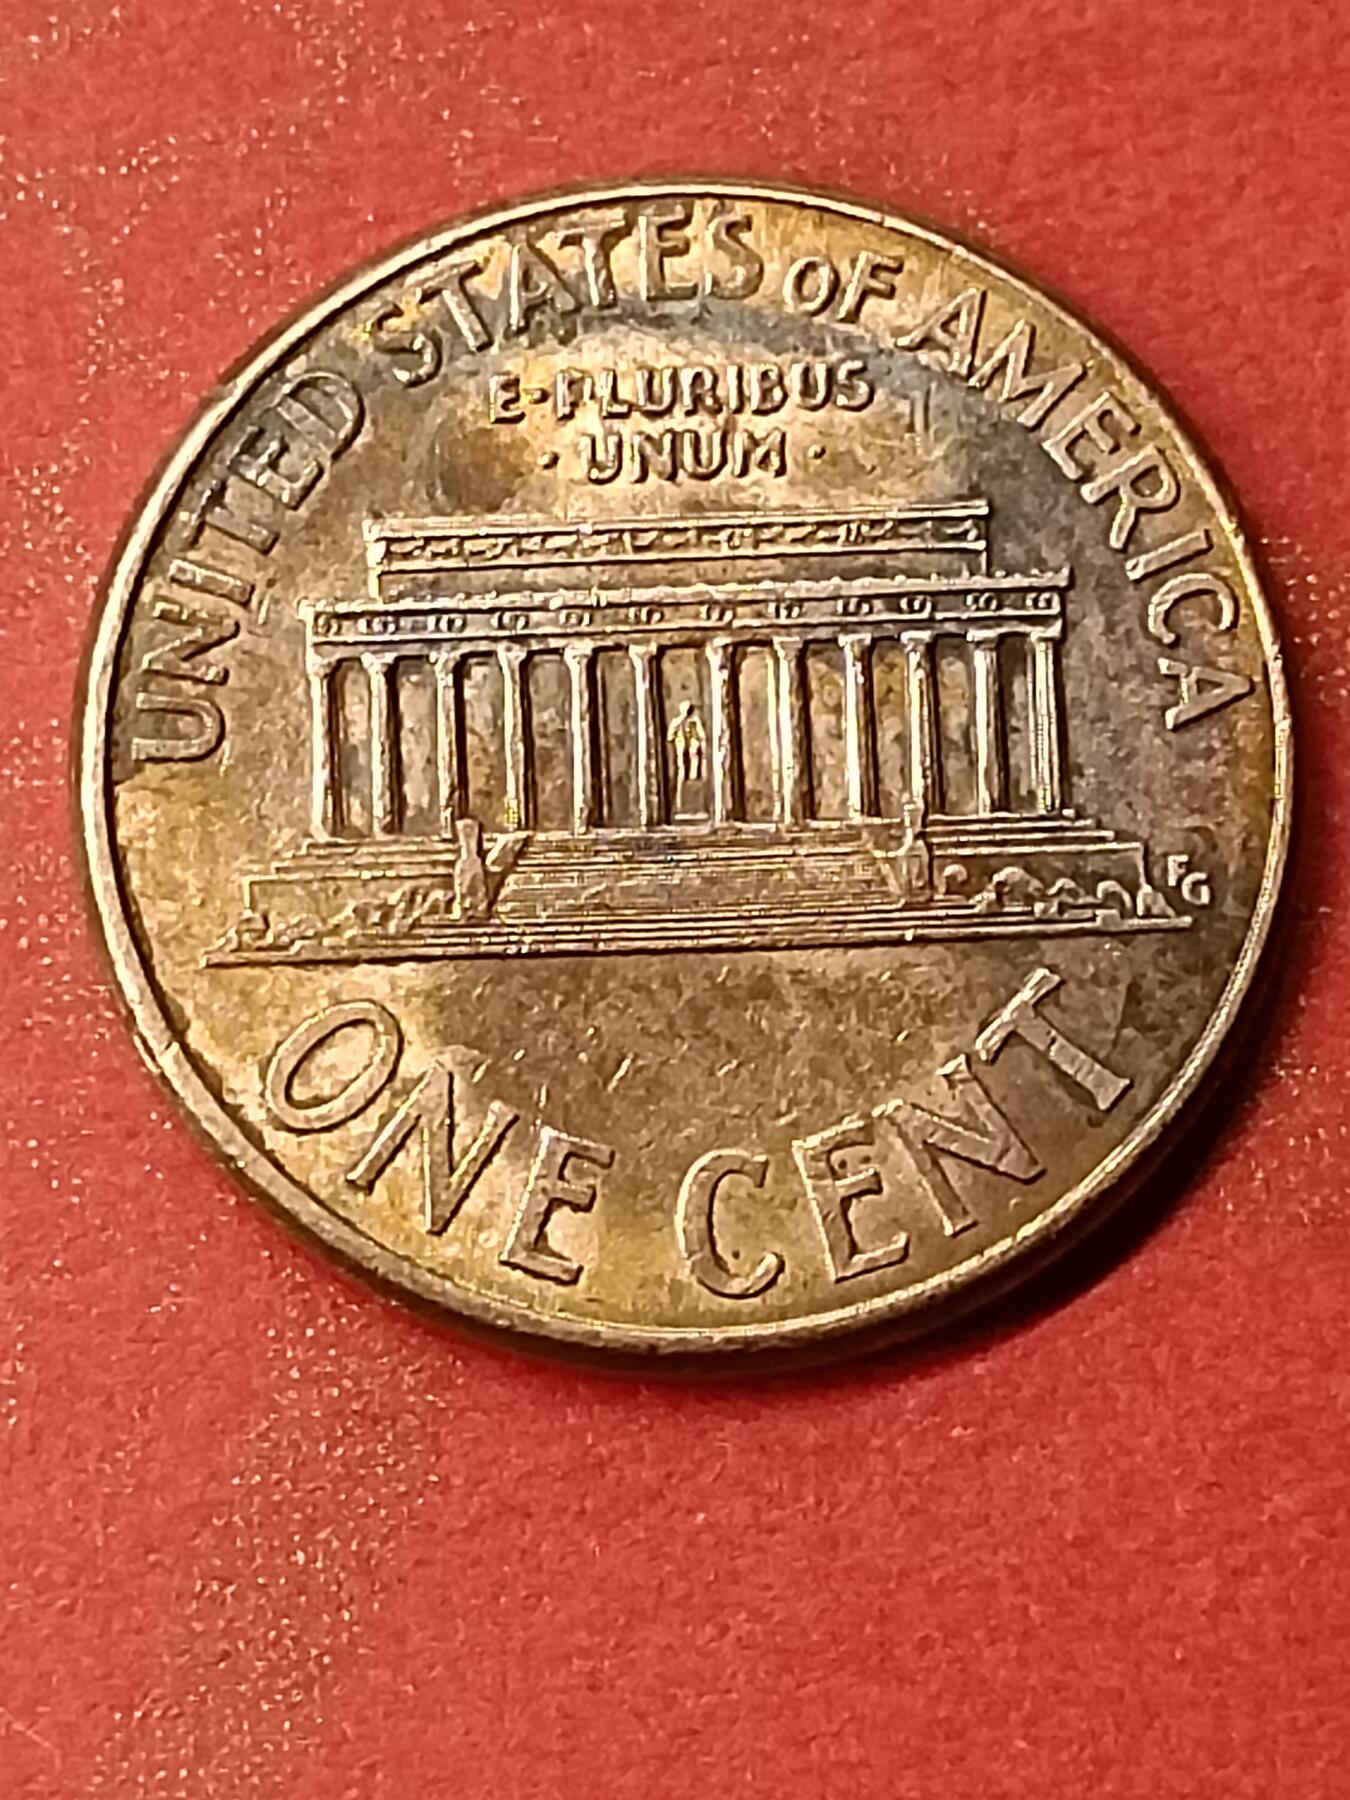 UNITED STATES OF AMERICA
E·PLURIBUS
·UNUM·
FG
ONE CENT